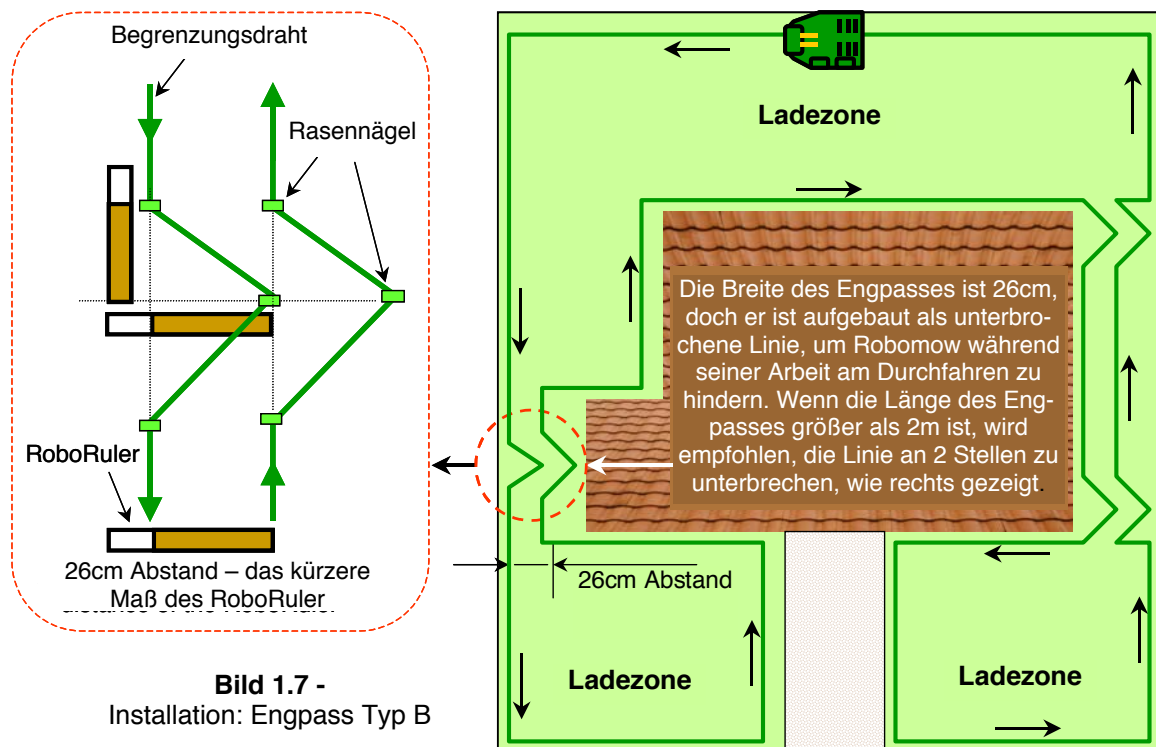 Begrenzungsdraht
Rasennägel
RoboRuler
26cm Abstand – das kürzere
Maß des RoboRuler
Bild 1.7 -
Installation: Engpass Typ B
Ladezone
Die Breite des Engpasses ist 26cm,
doch er ist aufgebaut als unterbro-
chene Linie, um Robomow während
seiner Arbeit am Durchfahren zu
hindern. Wenn die Länge des Eng-
passes größer als 2m ist, wird
empfohlen, die Linie an 2 Stellen zu
unterbrechen, wie rechts gezeigt.
26cm Abstand
Ladezone
Ladezone